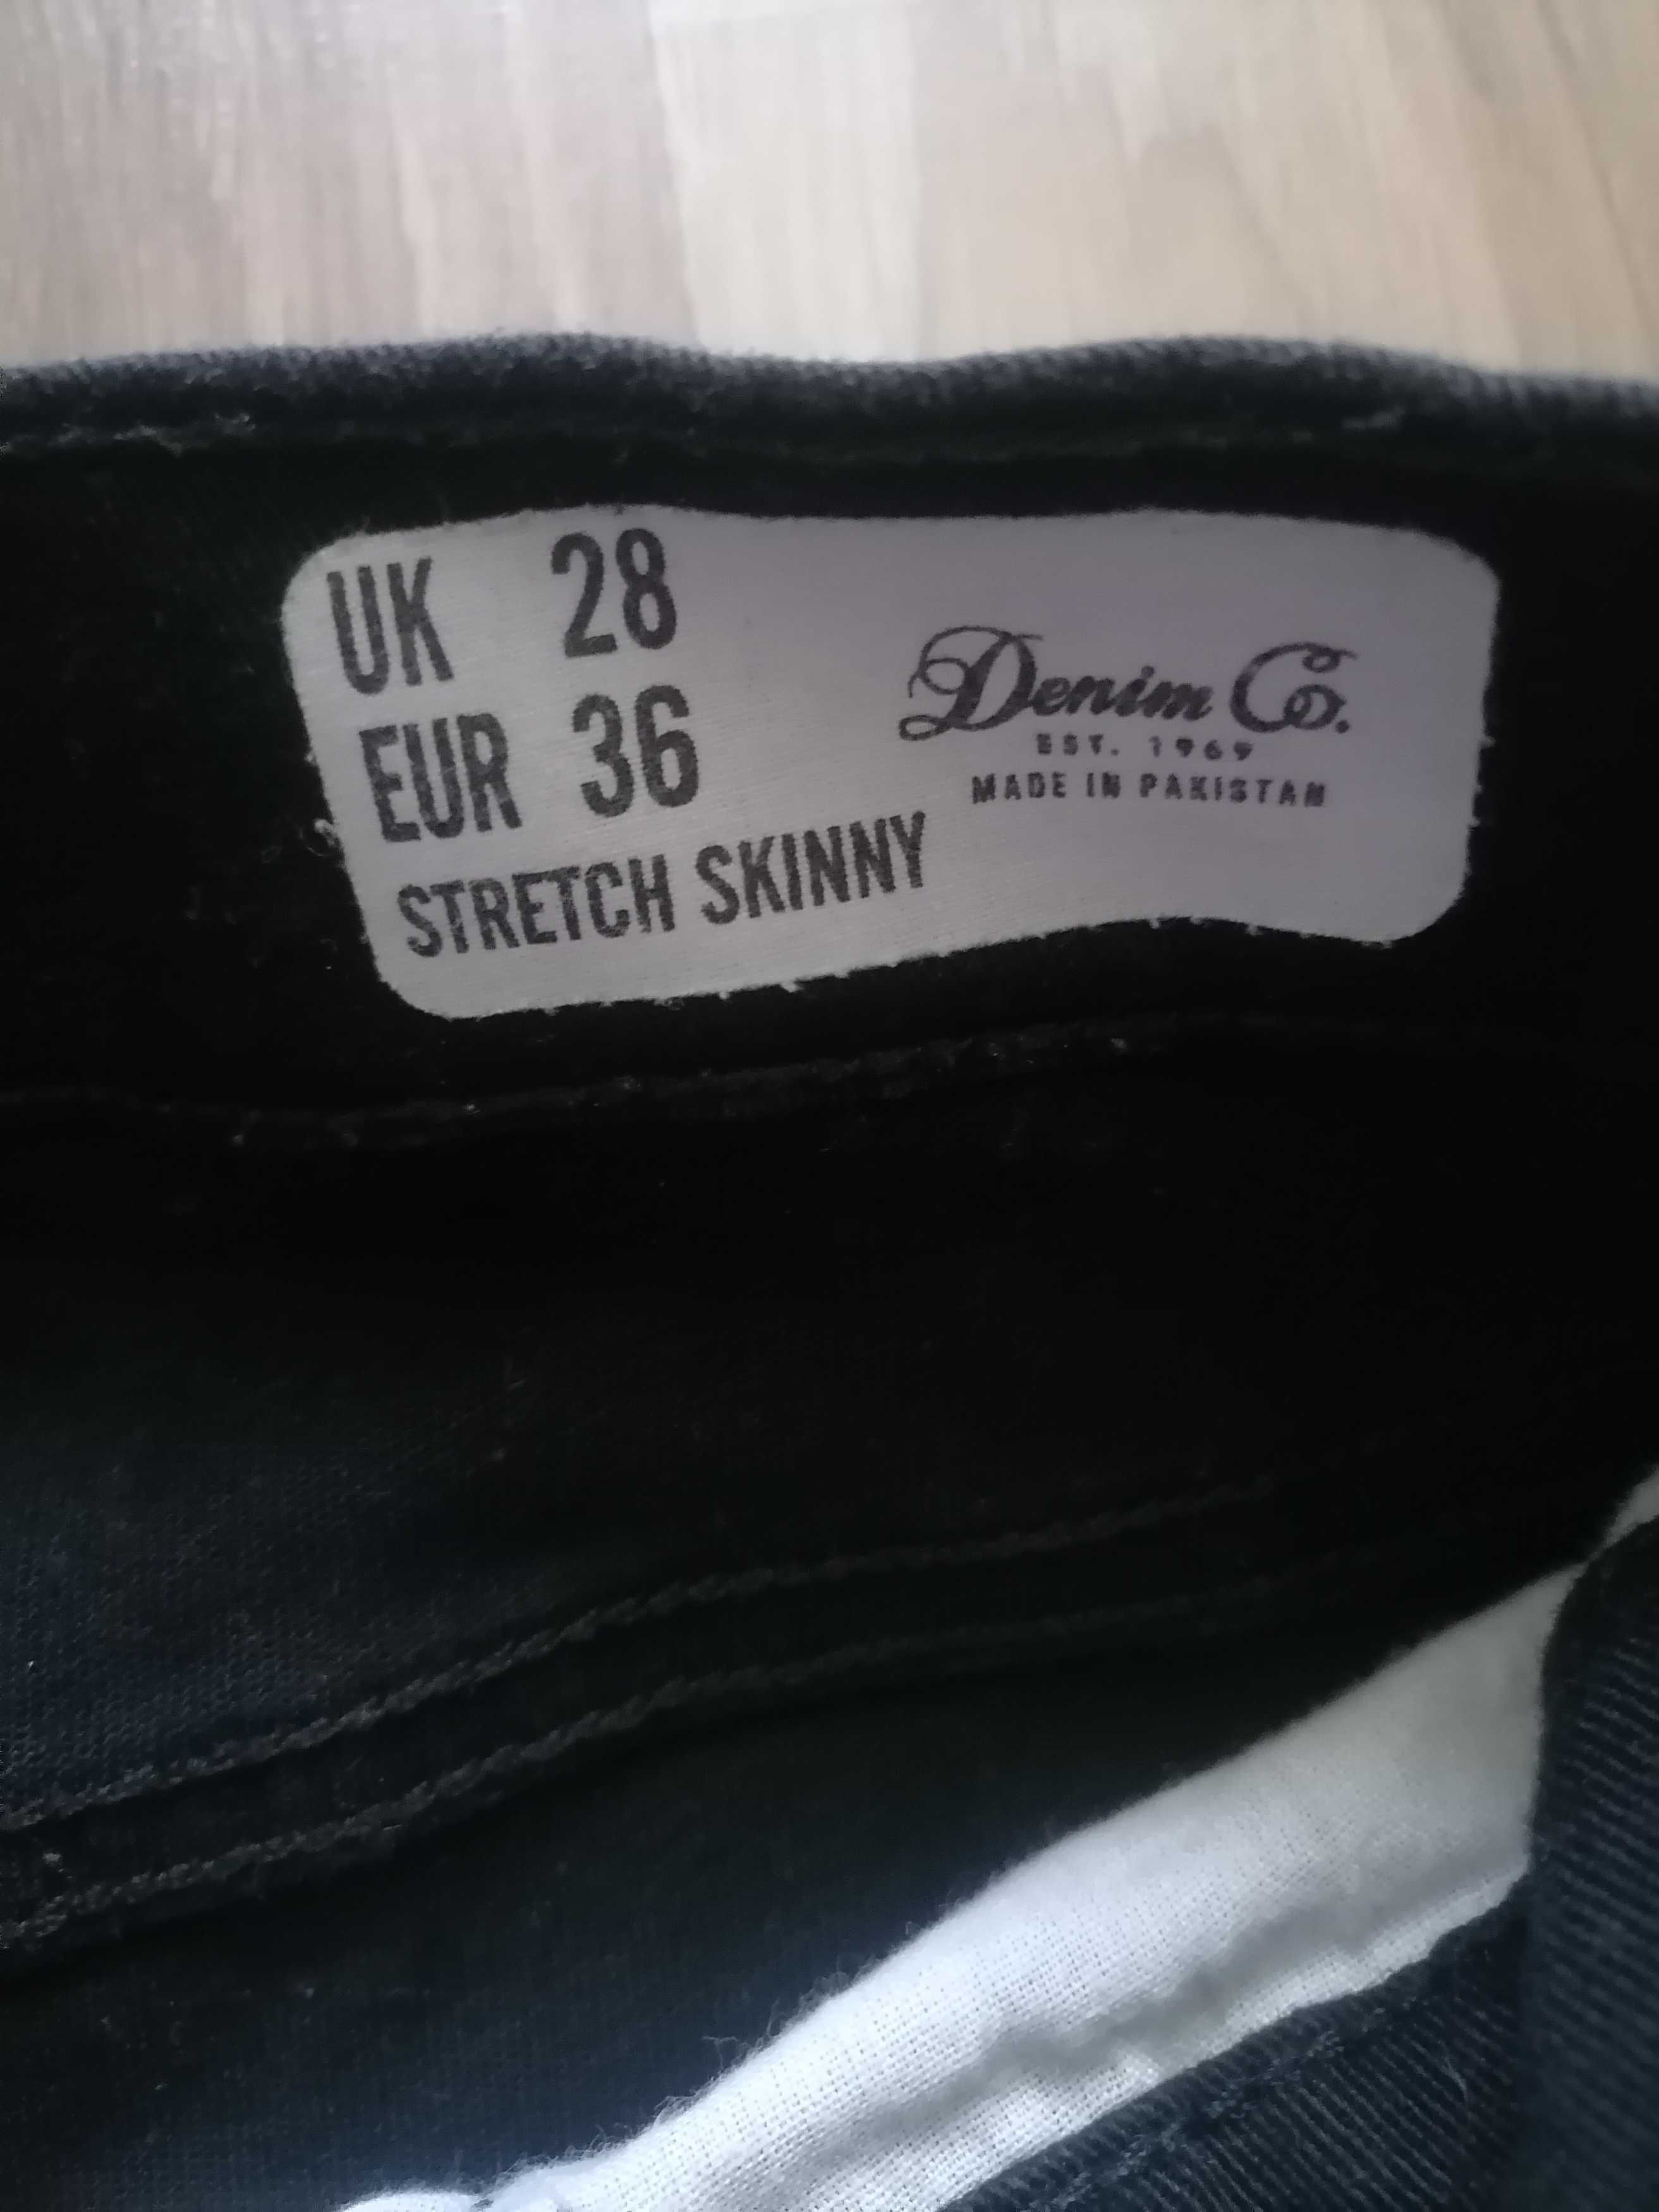 UK 28
EUR 36
STRETCH SKINNY
Denim Co.
EST. 1969
MADE IN PAKISTAN